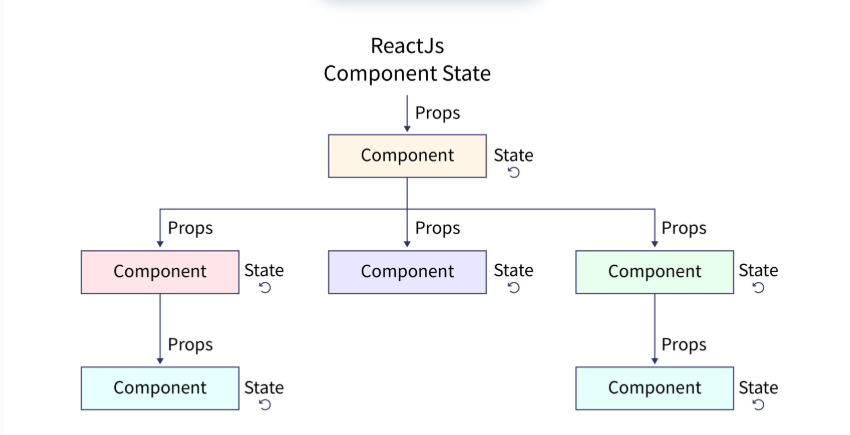 ReactJs
Component State
Props
Component State
Props Props Props
Component State Component State Component State
Props Props
Component State Component State